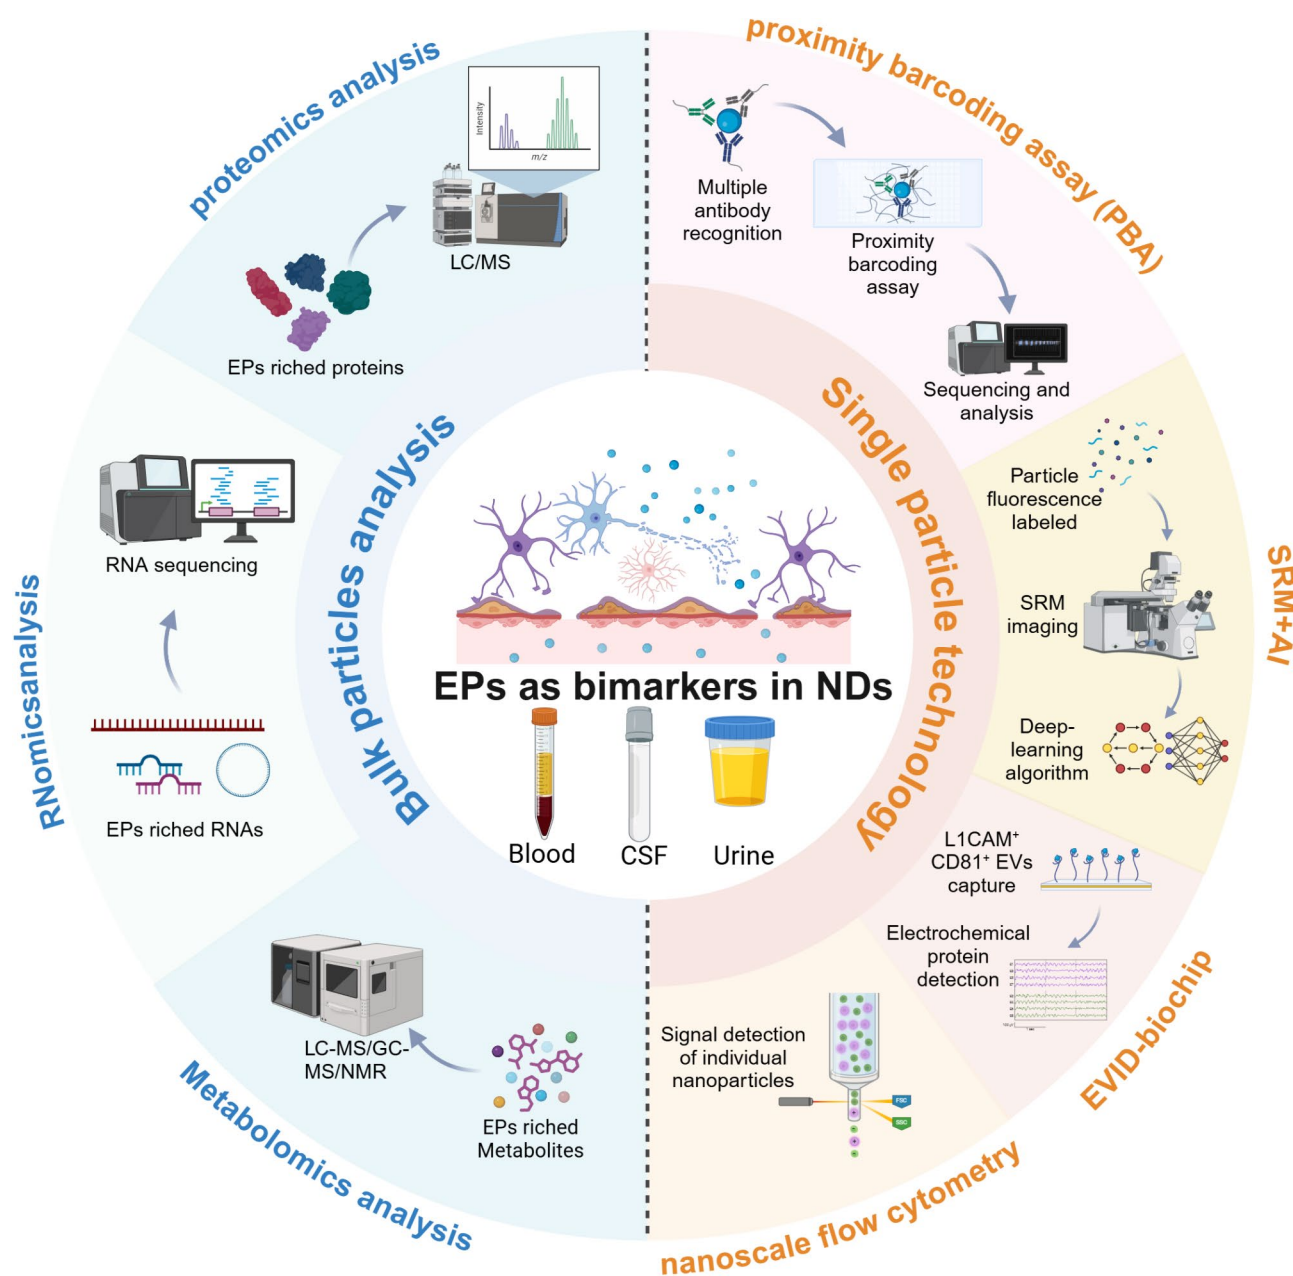 proteomics analysis
Intensity
m/z
LC/MS
EPs riched proteins
RNA sequencing
RNomicsanalysis
EPs riched RNAs
LC-MS/GC-
MS/NMR
EPs riched
Metabolites
Metabolomics analysis
Bulk particles analysis
EPs as bimarkers in NDs
Blood
CSF
Urine
Single particle technology
proximity barcoding assay (PBA)
Multiple
antibody
recognition
Proximity
barcoding
assay
Sequencing and
analysis
Particle
fluorescence
labeled
SRM
imaging
Deep-
learning
algorithm
SRM+AI
L1CAM⁺
CD81⁺ EVs
capture
Electrochemical
protein
detection
EVID-biochip
Signal detection
of individual
nanoparticles
FSC
SSC
nanoscale flow cytometry